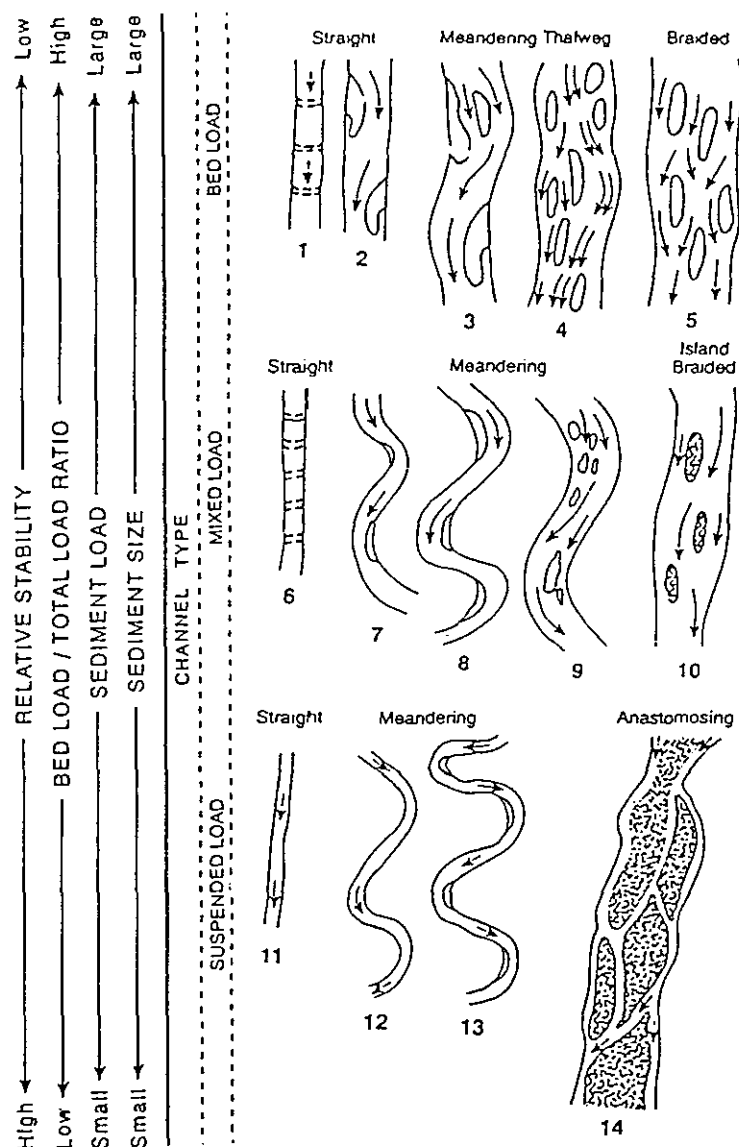 Low
High
Large
Large
RELATIVE STABILITY
BED LOAD / TOTAL LOAD RATIO
SEDIMENT LOAD
SEDIMENT SIZE
High
Low
Small
Small
CHANNEL TYPE
BED LOAD
MIXED LOAD
SUSPENDED LOAD
Straight Meandering Thalweg Braided
1 2 3 4 5
Straight Meandering Island
Braided
6 7 8 9 10
Straight Meandering Anastomosing
11 12 13 14